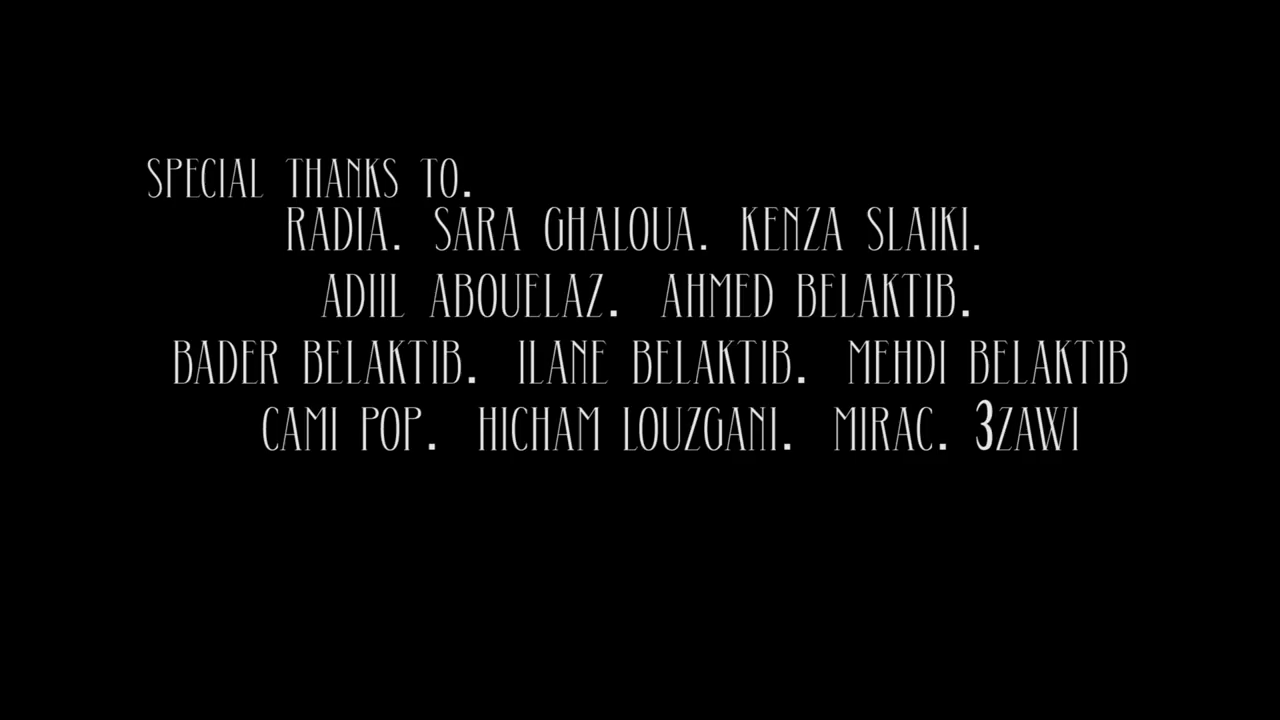 SPECIAL THANKS TO.
RADIA. SARA GHALOUA. KENZA SLAIKI.
ADIIL ABOUELAZ. AHMED BELAKTIB.
BADER BELAKTIB. ILANE BELAKTIB. MEHDI BELAKTIB
CAMI POP. HICHAM LOUZGANI. MIRAC. 3ZAWI